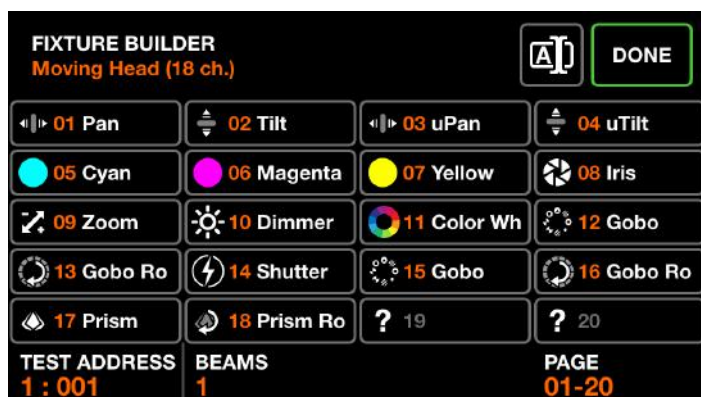 FIXTURE BUILDER
Moving Head (18 ch.)
A
DONE
01 Pan
02 Tilt
03 uPan
04 uTilt
05 Cyan
06 Magenta
07 Yellow
08 Iris
09 Zoom
10 Dimmer
11 Color Wh
12 Gobo
13 Gobo Ro
14 Shutter
15 Gobo
16 Gobo Ro
17 Prism
18 Prism Ro
? 19
? 20
TEST ADDRESS
1 : 001
BEAMS
1
PAGE
01-20